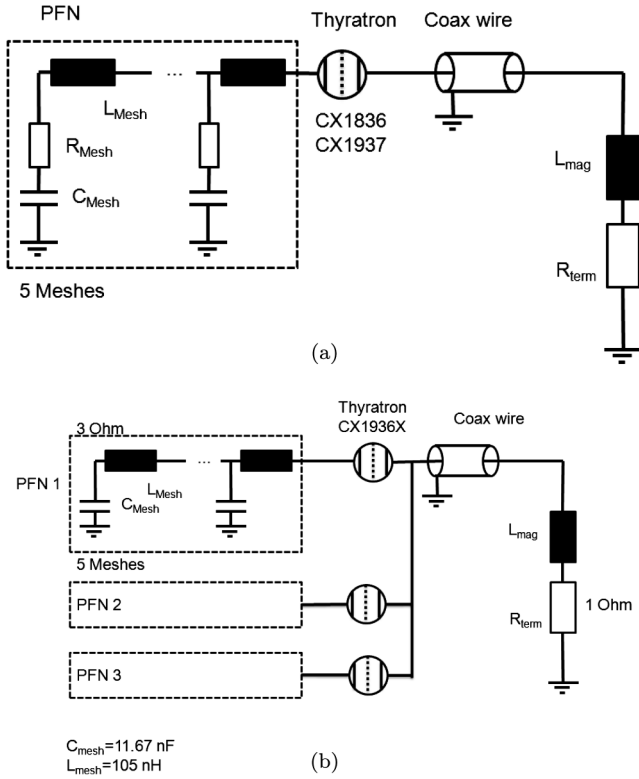 PFN
Thyratron
Coax wire
L_Mesh
...
CX1836
CX1937
R_Mesh
C_Mesh
L_mag
R_term
5 Meshes
(a)
Thyratron
CX1936X
Coax wire
3 Ohm
PFN 1
...
L_Mesh
C_Mesh
L_mag
5 Meshes
PFN 2
R_term
1 Ohm
PFN 3
C_mesh=11.67 nF
L_mesh=105 nH
(b)